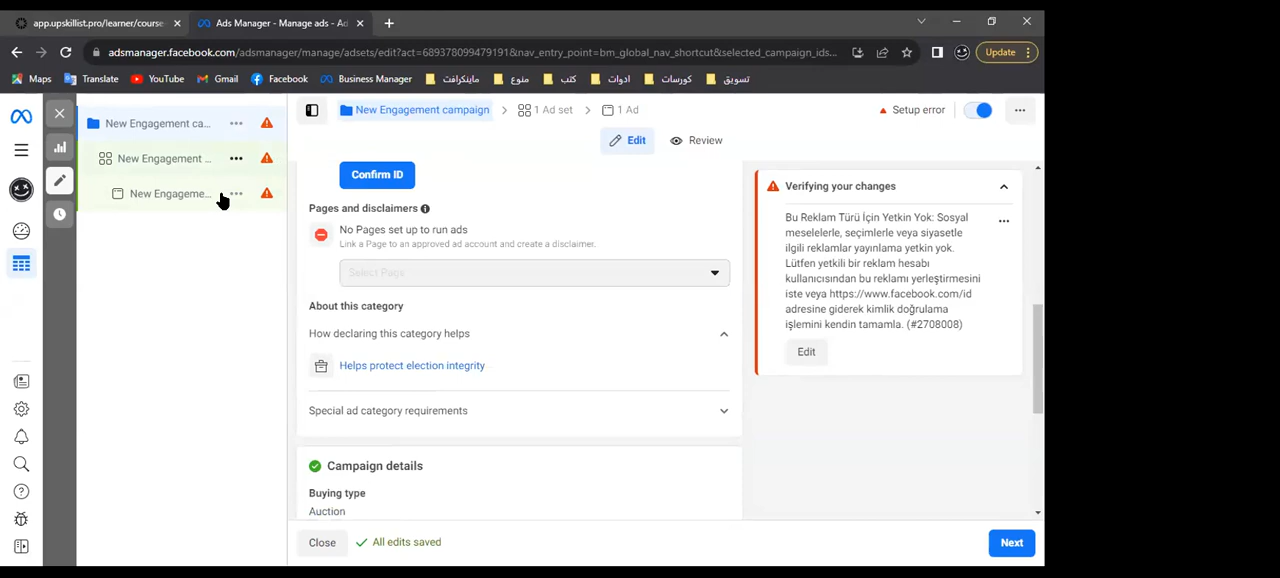 app.upskillist.pro/learner/course
Ads Manager - Manage ads - Ad
Update
adsmanager.facebook.com/adsmanager/manage/adsets/edit?act=689378099479191&nav_entry_point=bm_global_nav_shortcut&selected_campaign_ids...
Maps
Translate
YouTube
Gmail
Facebook
Business Manager
ماينكرافت
منوع
كتب
ادوات
كورسات
تسويق
New Engagement ca...
New Engagement ...
New Engageme...
New Engagement campaign
1 Ad set
1 Ad
Setup error
Edit
Review
Confirm ID
Pages and disclaimers
No Pages set up to run ads
Link a Page to an approved ad account and create a disclaimer.
Select Page
About this category
How declaring this category helps
Helps protect election integrity
Special ad category requirements
Campaign details
Buying type
Auction
Verifying your changes
Bu Reklam Türü İçin Yetkin Yok: Sosyal
meselelerle, seçimlerle veya siyasetle
ilgili reklamlar yayınlama yetkin yok.
Lütfen yetkili bir reklam hesabı
kullanıcısından bu reklamı yerleştirmesini
iste veya https://www.facebook.com/id
adresine giderek kimlik doğrulama
işlemini kendin tamamla. (#2708008)
Edit
Close
All edits saved
Next